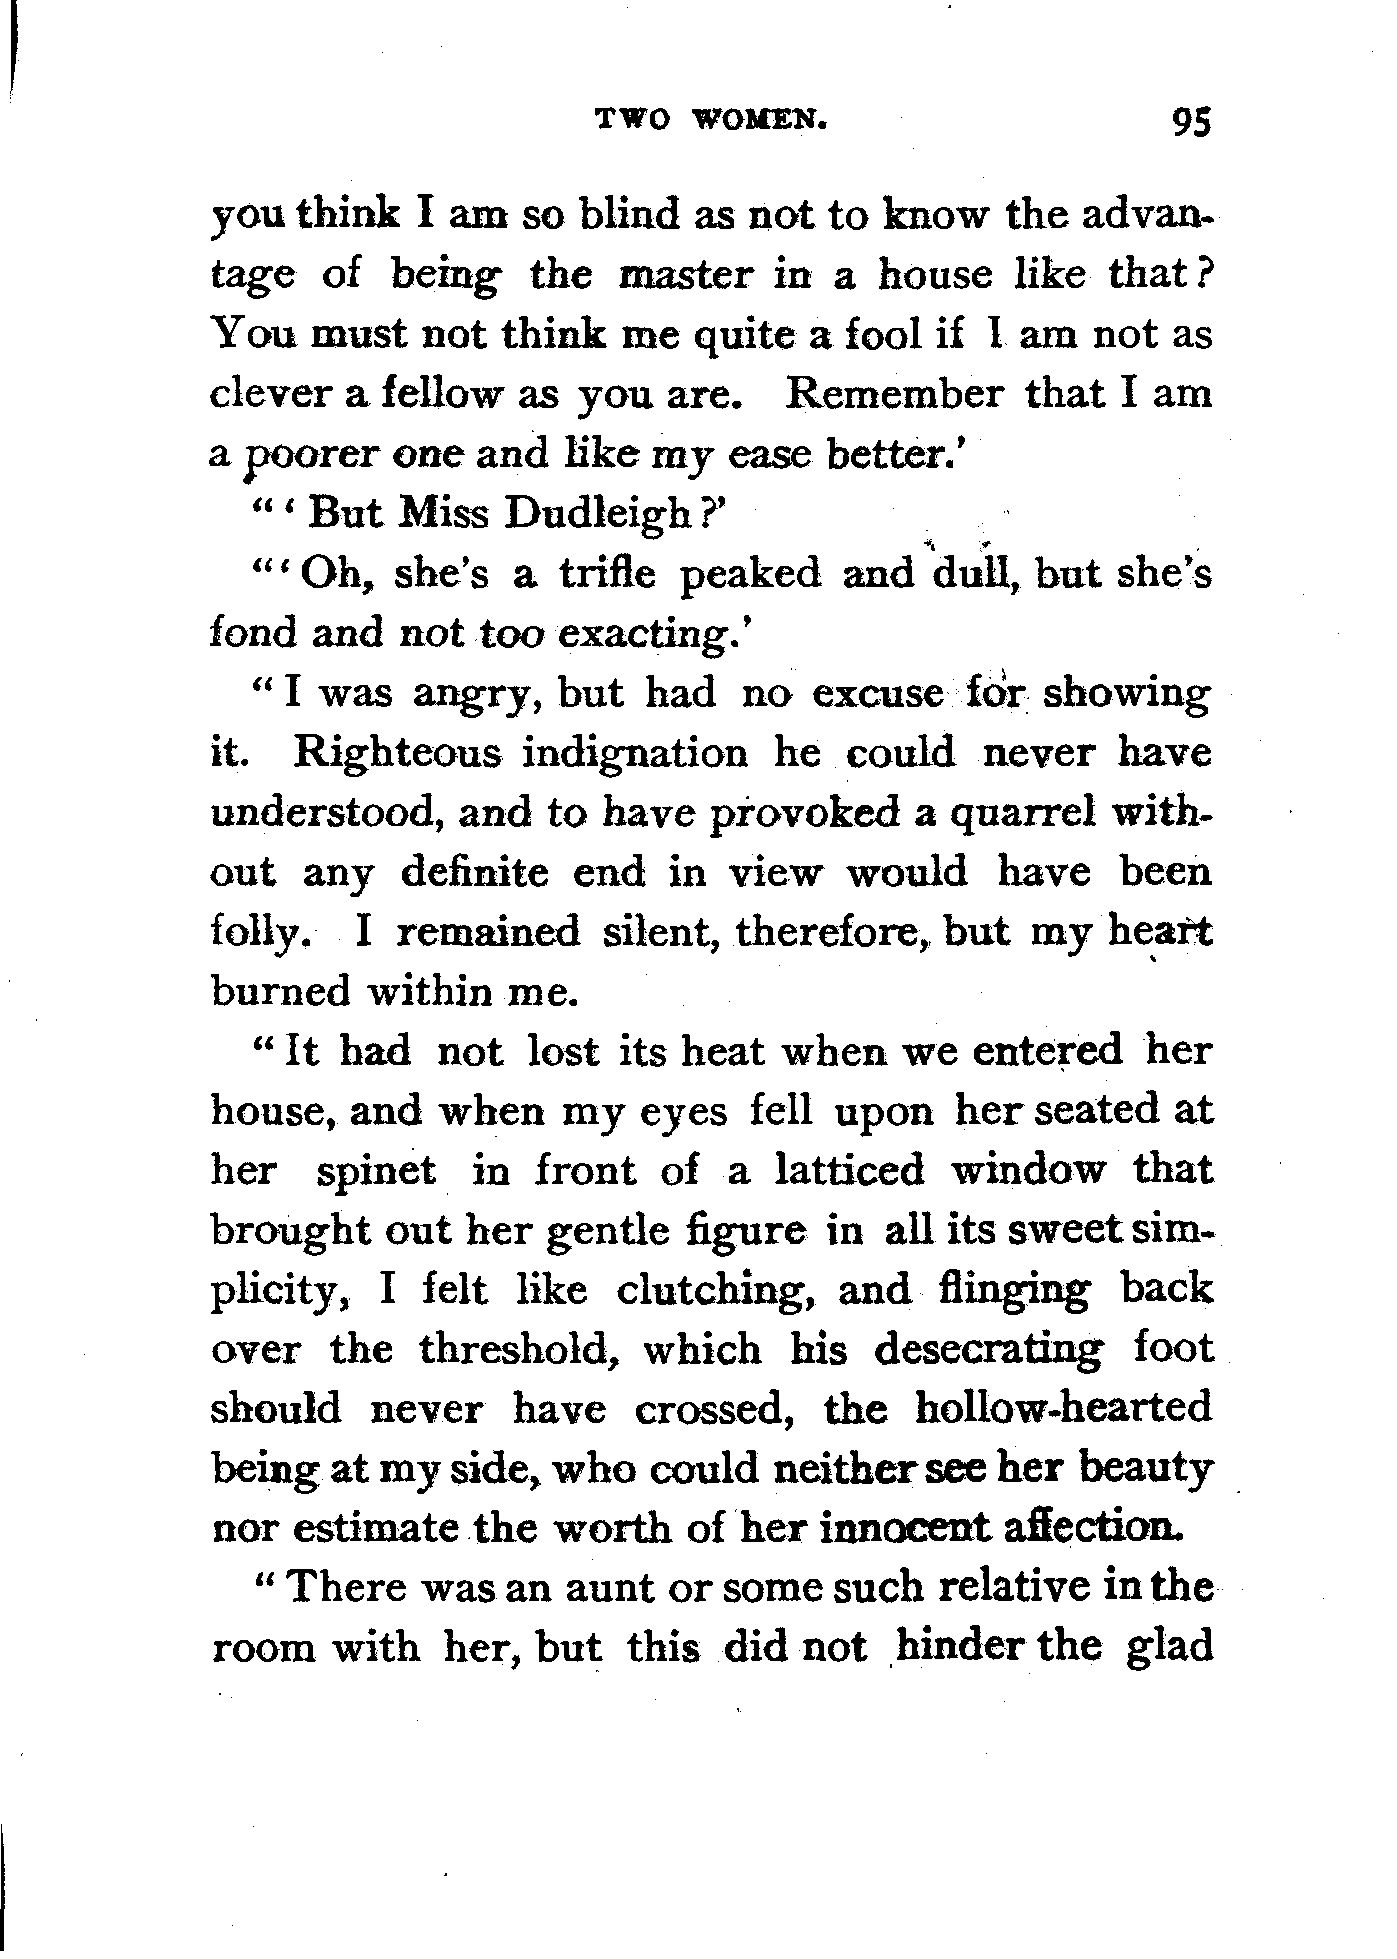 TWO WOMEN. 95
you think I am so blind as not to know the advan-
tage of being the master in a house like that?
You must not think me quite a fool if I am not as
clever a fellow as you are. Remember that I am
a poorer one and like my ease better.'
"'But Miss Dudleigh?'
"'Oh, she's a trifle peaked and dull, but she's
fond and not too exacting.'
"I was angry, but had no excuse for showing
it. Righteous indignation he could never have
understood, and to have provoked a quarrel with-
out any definite end in view would have been
folly. I remained silent, therefore, but my heart
burned within me.
"It had not lost its heat when we entered her
house, and when my eyes fell upon her seated at
her spinet in front of a latticed window that
brought out her gentle figure in all its sweet sim-
plicity, I felt like clutching, and flinging back
over the threshold, which his desecrating foot
should never have crossed, the hollow-hearted
being at my side, who could neither see her beauty
nor estimate the worth of her innocent affection.
"There was an aunt or some such relative in the
room with her, but this did not hinder the glad